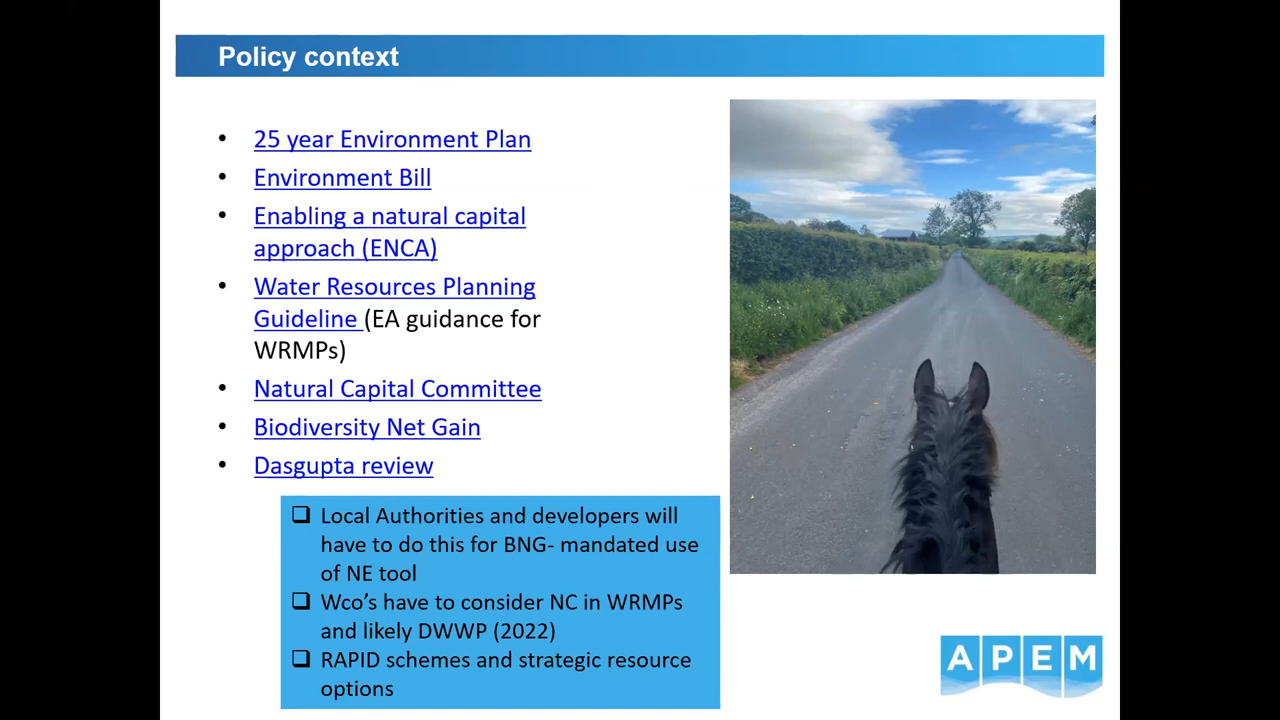 Policy context
• 25 year Environment Plan
• Environment Bill
• Enabling a natural capital
approach (ENCA)
• Water Resources Planning
Guideline (EA guidance for
WRMPs)
• Natural Capital Committee
• Biodiversity Net Gain
• Dasgupta review
❑ Local Authorities and developers will
have to do this for BNG- mandated use
of NE tool
❑ Wco’s have to consider NC in WRMPs
and likely DWWP (2022)
❑ RAPID schemes and strategic resource
options
APEM